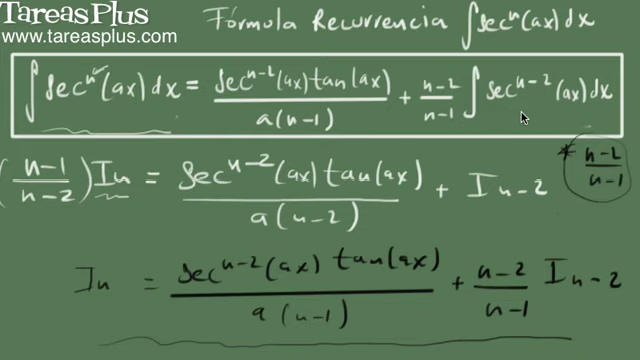 TareasPlus
www.tareasplus.com
Fórmula Recurrencia ∫ secⁿ(ax) dx
∫ secⁿ(ax) dx = sec^(n-2)(ax) tan(ax) / a(n-1) + (n-2)/(n-1) ∫ sec^(n-2)(ax) dx
((n-1)/(n-2)) In = sec^(n-2)(ax) tan(ax) / a(n-2) + In-2 * (n-2)/(n-1)
In = sec^(n-2)(ax) tan(ax) / a(n-1) + (n-2)/(n-1) In-2